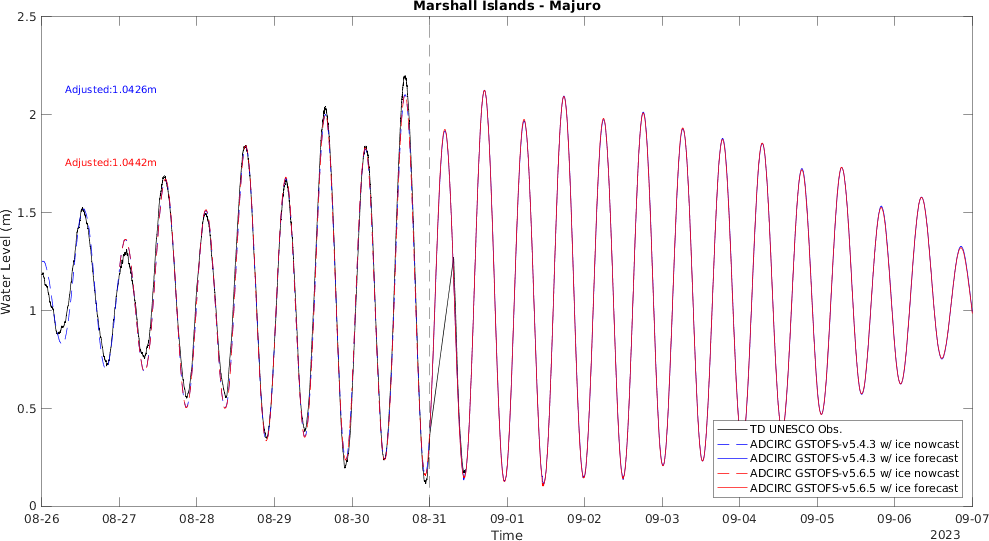 Marshall Islands - Majuro
2.5
2
1.5
1
0.5
0
Water Level (m)
Adjusted:1.0426m
Adjusted:1.0442m
TD UNESCO Obs.
ADCIRC GSTOFS-v5.4.3 w/ ice nowcast
ADCIRC GSTOFS-v5.4.3 w/ ice forecast
ADCIRC GSTOFS-v5.6.5 w/ ice nowcast
ADCIRC GSTOFS-v5.6.5 w/ ice forecast
08-26 08-27 08-28 08-29 08-30 08-31 09-01 09-02 09-03 09-04 09-05 09-06 09-07
Time
2023